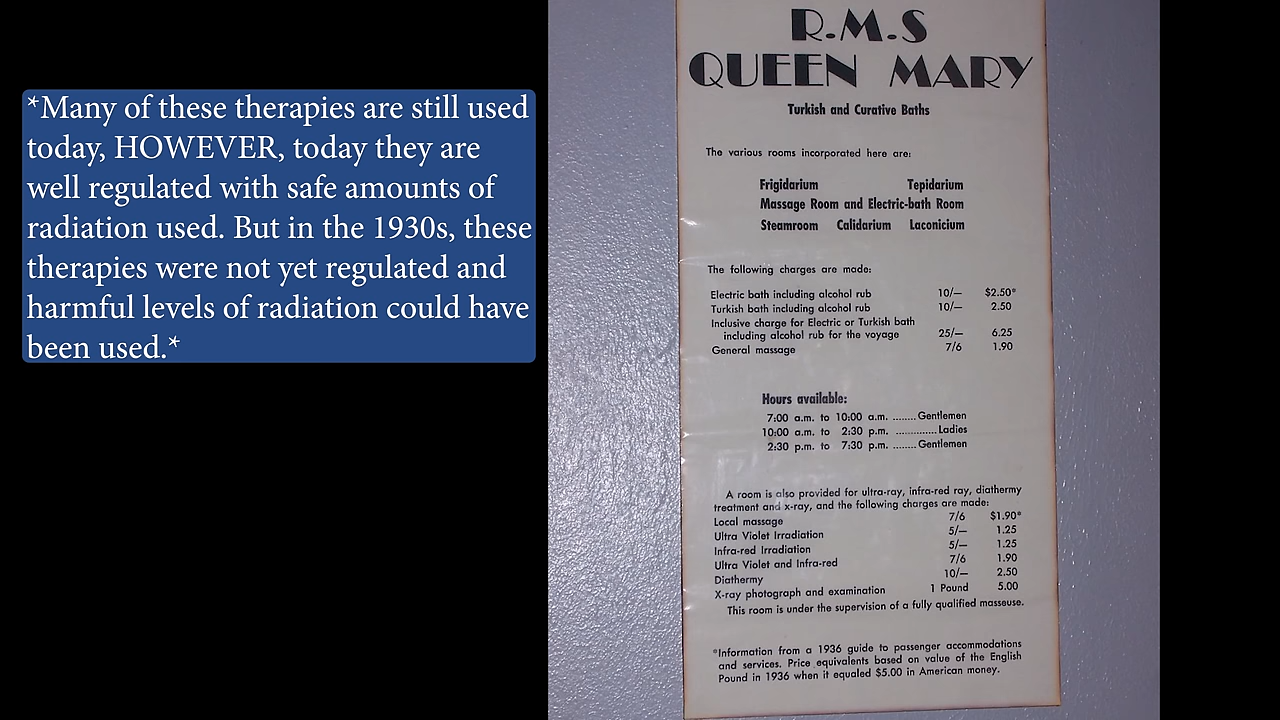 *Many of these therapies are still used
today, HOWEVER, today they are
well regulated with safe amounts of
radiation used. But in the 1930s, these
therapies were not yet regulated and
harmful levels of radiation could have
been used.*
R.M.S
QUEEN MARY
Turkish and Curative Baths
The various rooms incorporated here are:
Frigidarium Tepidarium
Massage Room and Electric-bath Room
Steamroom Calidarium Laconicium
The following charges are made:
Electric bath including alcohol rub 10/— $2.50*
Turkish bath including alcohol rub 10/— 2.50
Inclusive charge for Electric or Turkish bath
including alcohol rub for the voyage 25/— 6.25
General massage 7/6 1.90
Hours available:
7:00 a.m. to 10:00 a.m. ........ Gentlemen
10:00 a.m. to 2:30 p.m. .............. Ladies
2:30 p.m. to 7:30 p.m. ........ Gentlemen
A room is also provided for ultra-ray, infra-red ray, diathermy
treatment and x-ray, and the following charges are made:
Local massage 7/6 $1.90*
Ultra Violet Irradiation 5/— 1.25
Infra-red Irradiation 5/— 1.25
Ultra Violet and Infra-red 7/6 1.90
Diathermy 10/— 2.50
X-ray photograph and examination 1 Pound 5.00
This room is under the supervision of a fully qualified masseuse.
*Information from a 1936 guide to passenger accommodations
and services. Price equivalents based on value of the English
Pound in 1936 when it equaled $5.00 in American money.